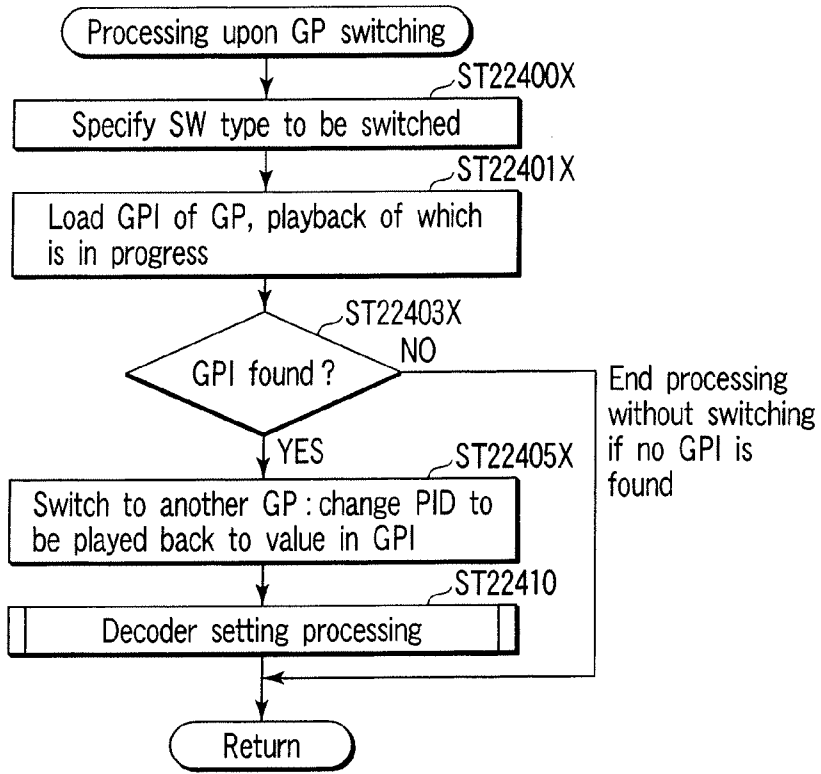 Processing upon GP switching
ST22400X
Specify SW type to be switched
ST22401X
Load GPI of GP, playback of which
is in progress
ST22403X
GPI found ?
NO
End processing
without switching
if no GPI is
found
YES
ST22405X
Switch to another GP : change PID to
be played back to value in GPI
ST22410
Decoder setting processing
Return